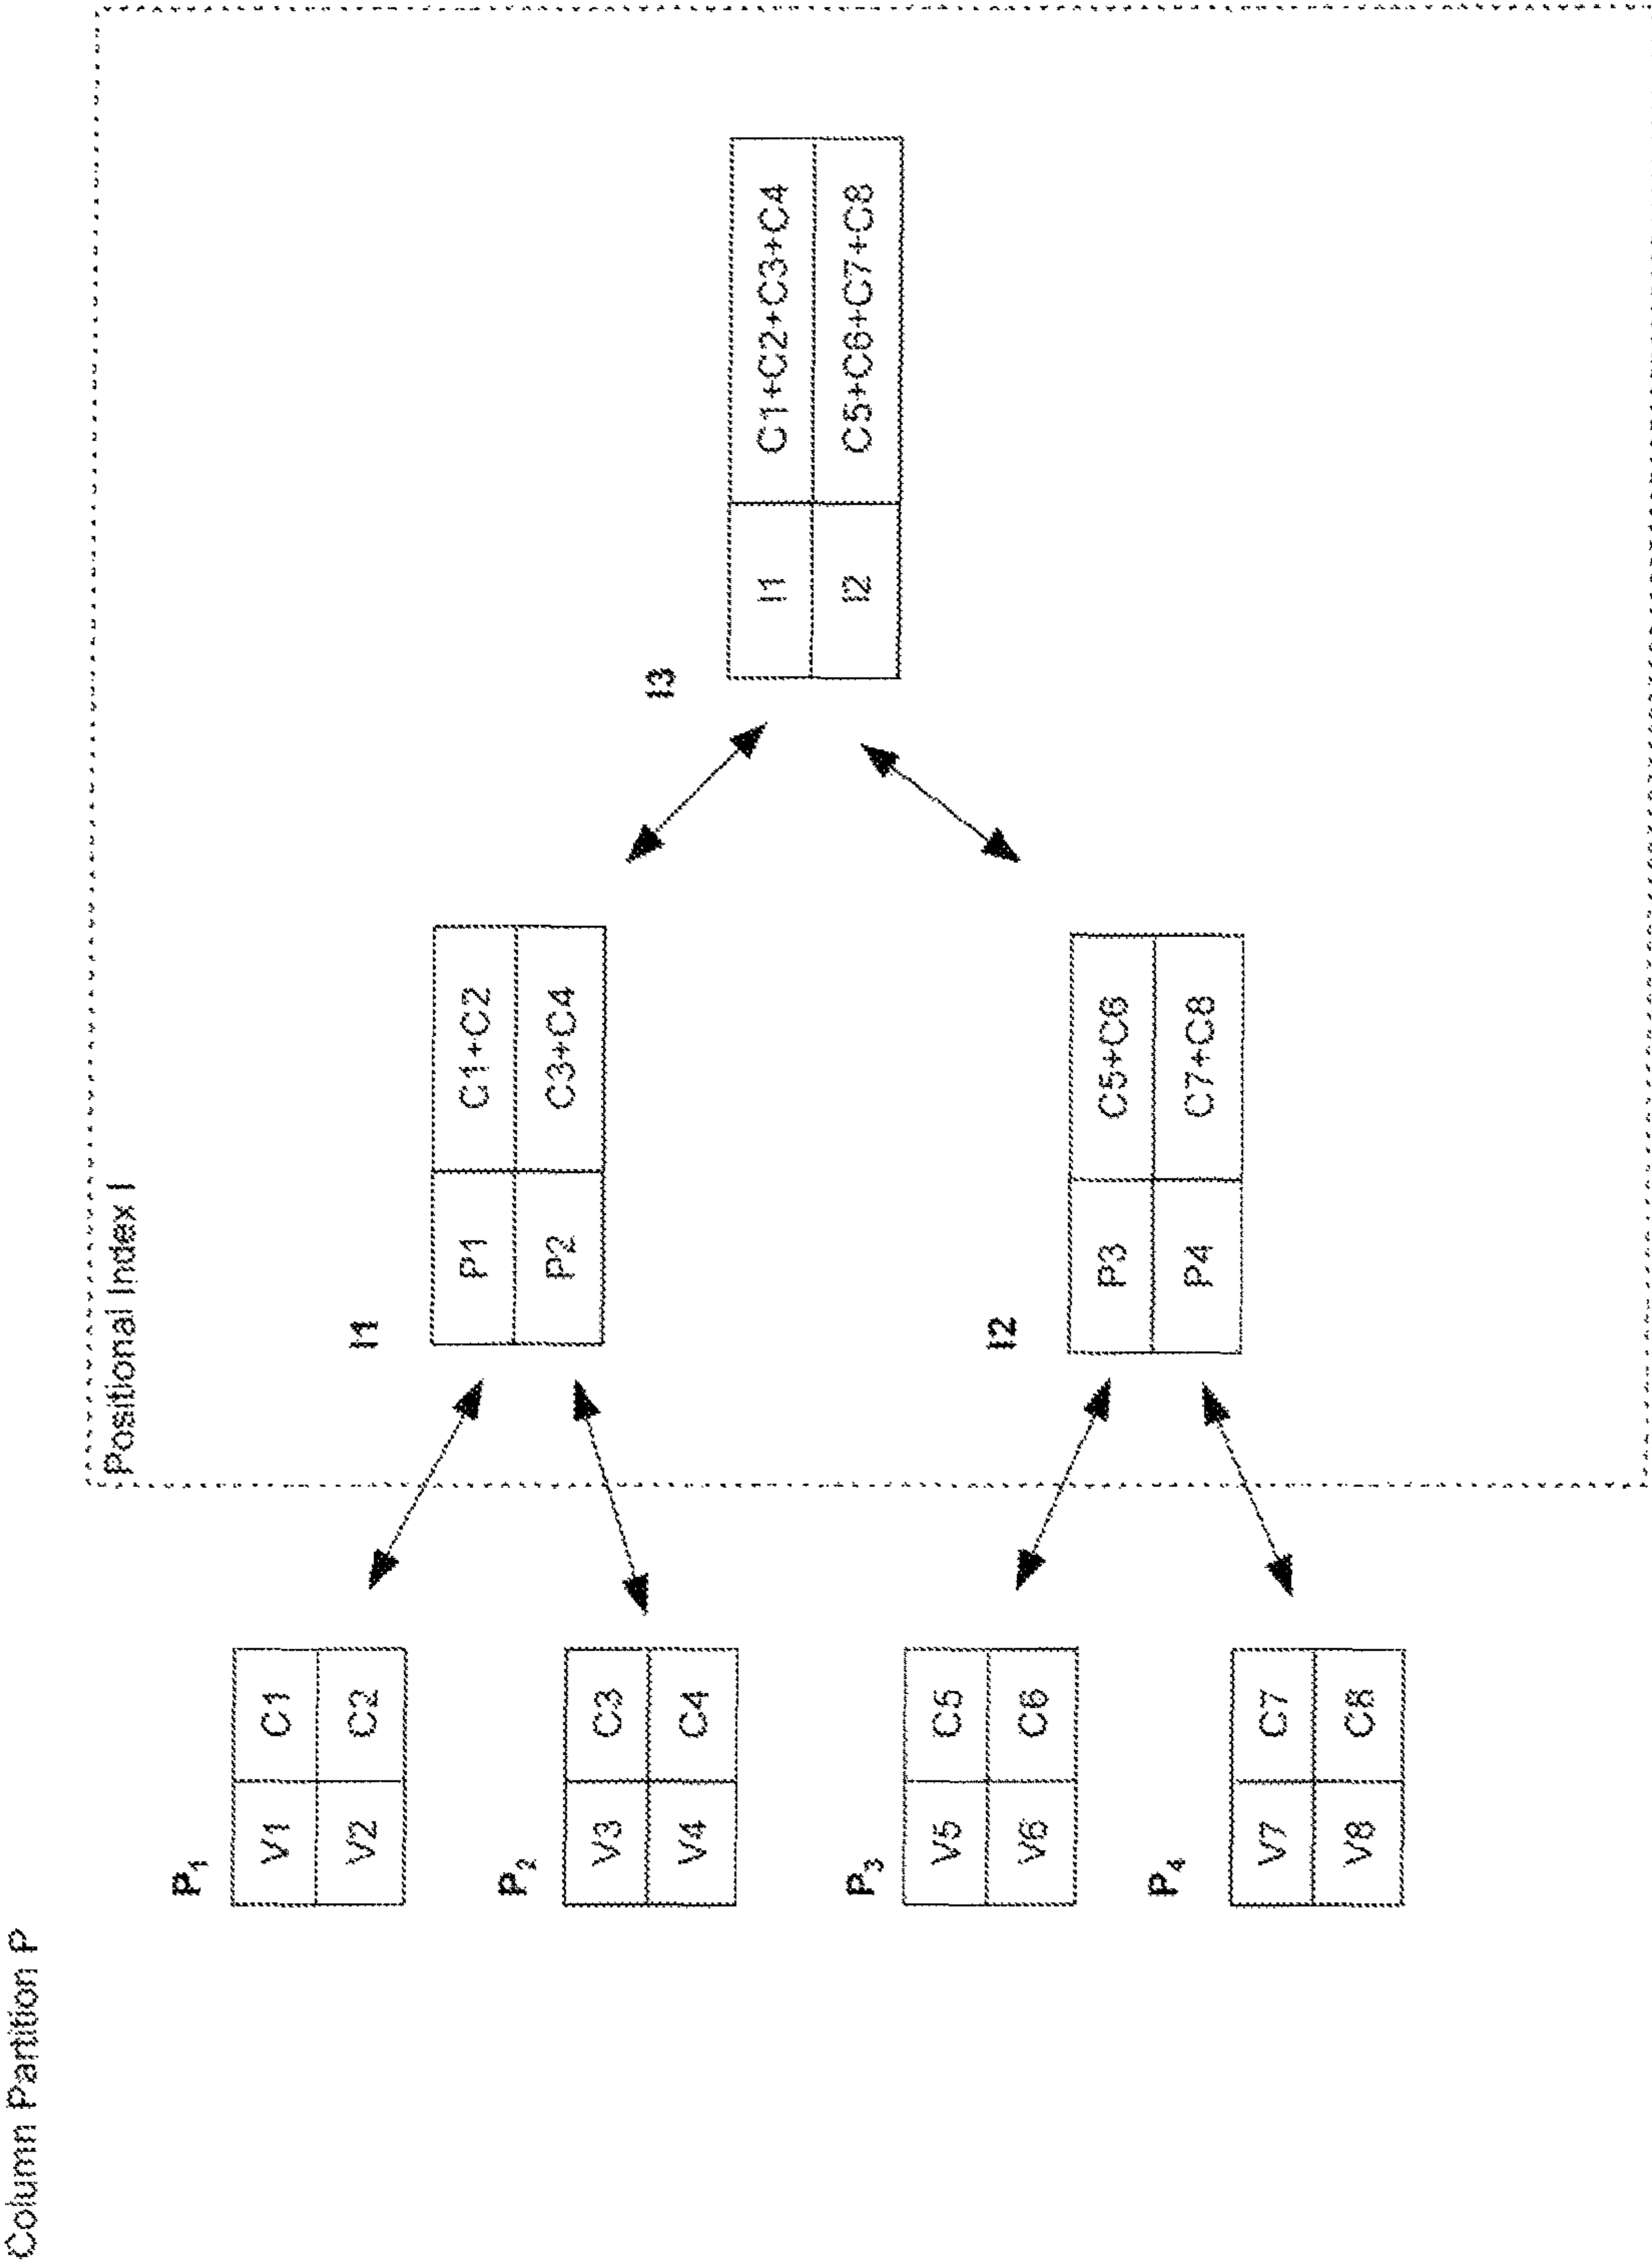 Column Partition P
Positional Index I
P₁
V1 C1
V2 C2
P₂
V3 C3
V4 C4
P₃
V5 C5
V6 C6
P₄
V7 C7
V8 C8
I1
P1 C1+C2
P2 C3+C4
I2
P3 C5+C6
P4 C7+C8
I3
I1 C1+C2+C3+C4
I2 C5+C6+C7+C8